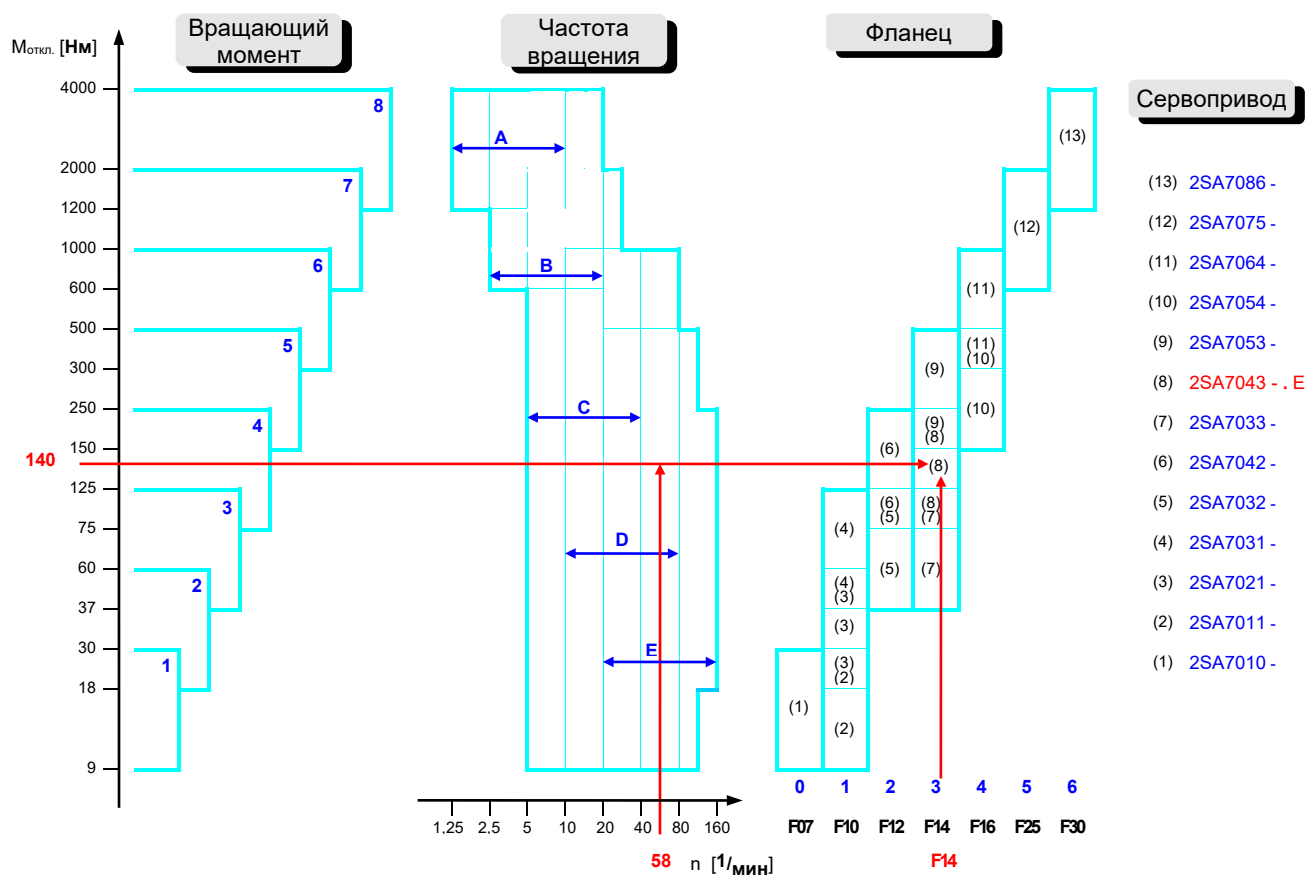 Mоткл. [Нм]
Вращающий
момент
Частота
вращения
Фланец
Сервопривод
4000
2000
1200
1000
600
500
300
250
150
140
125
75
60
37
30
18
9
8
7
6
5
4
3
2
1
A
B
C
D
E
(13)
(12)
(11)
(11)
(10)
(9)
(10)
(9)
(8)
(6)
(8)
(6)
(5)
(8)
(7)
(4)
(5)
(7)
(4)
(3)
(3)
(3)
(2)
(1)
(2)
(13) 2SA7086 -
(12) 2SA7075 -
(11) 2SA7064 -
(10) 2SA7054 -
(9) 2SA7053 -
(8) 2SA7043 - . E
(7) 2SA7033 -
(6) 2SA7042 -
(5) 2SA7032 -
(4) 2SA7031 -
(3) 2SA7021 -
(2) 2SA7011 -
(1) 2SA7010 -
0 1 2 3 4 5 6
1.25 2,5 5 10 20 40 80 160
F07 F10 F12 F14 F16 F25 F30
58 n [1/мин]
F14